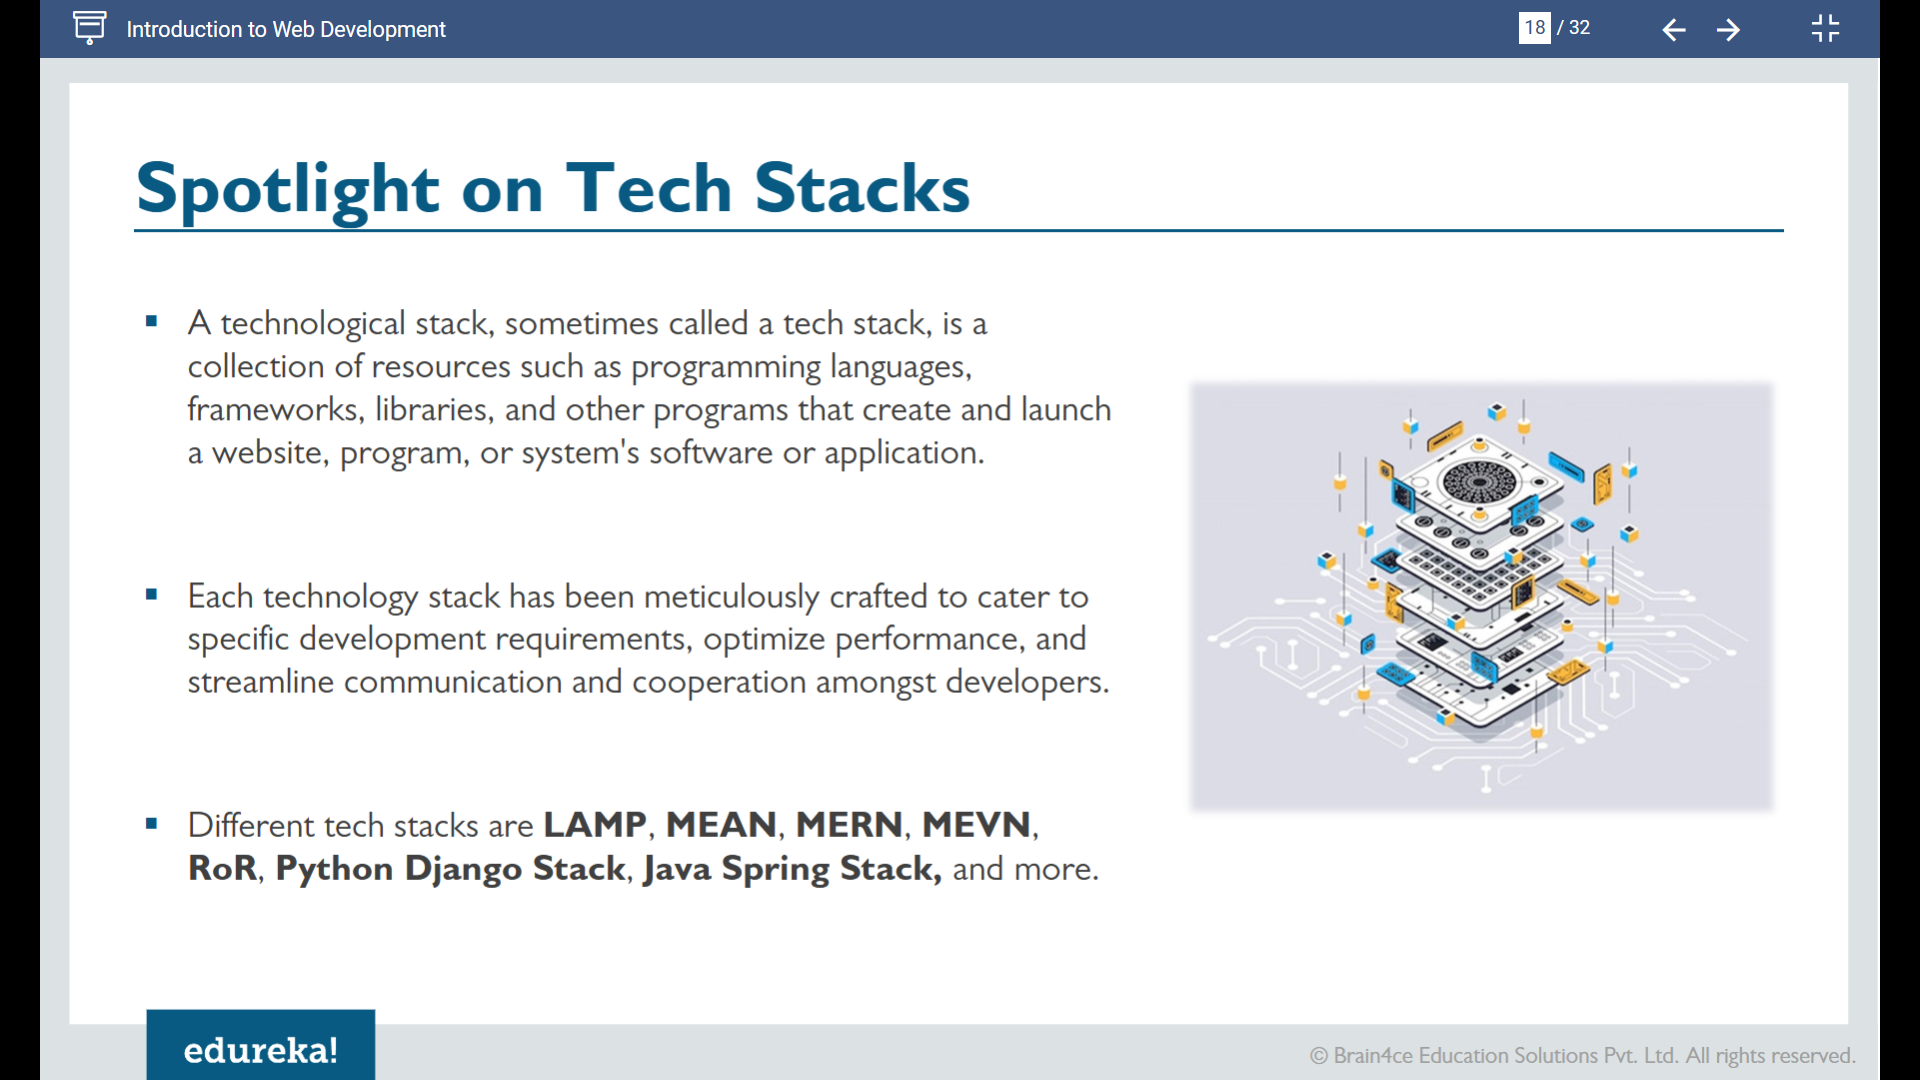 Introduction to Web Development
18 / 32
Spotlight on Tech Stacks
▪ A technological stack, sometimes called a tech stack, is a
collection of resources such as programming languages,
frameworks, libraries, and other programs that create and launch
a website, program, or system's software or application.
▪ Each technology stack has been meticulously crafted to cater to
specific development requirements, optimize performance, and
streamline communication and cooperation amongst developers.
▪ Different tech stacks are LAMP, MEAN, MERN, MEVN,
RoR, Python Django Stack, Java Spring Stack, and more.
edureka!
© Brain4ce Education Solutions Pvt. Ltd. All rights reserved.